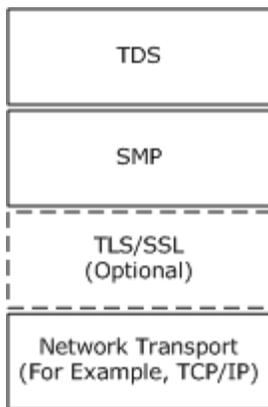 TDS
SMP
TLS/SSL
(Optional)
Network Transport
(For Example, TCP/IP)